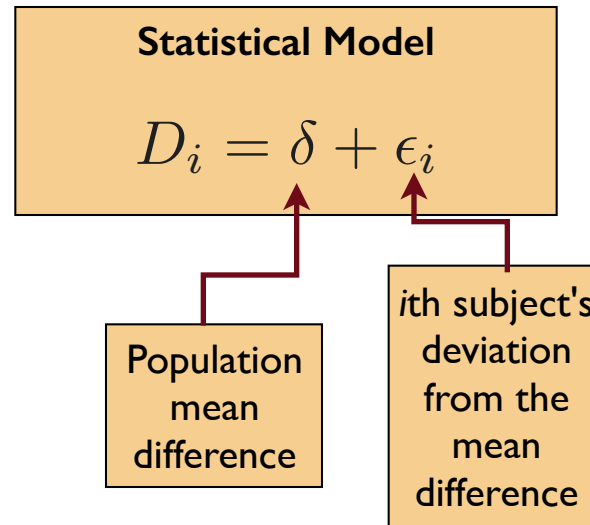 Statistical Model
D_i = δ + ϵ_i
Population
mean
difference
ith subject's
deviation
from the
mean
difference